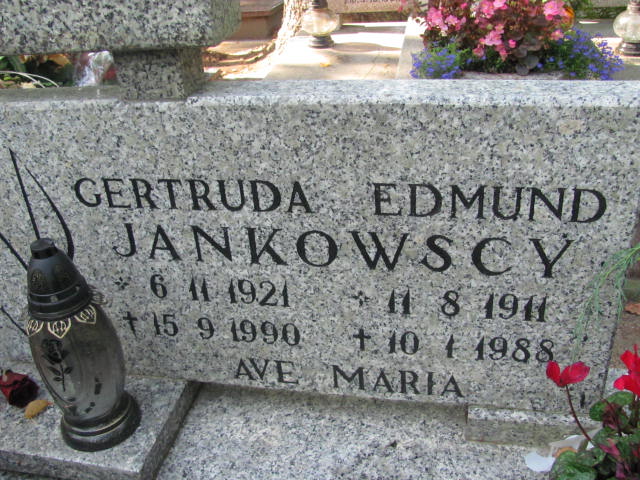 GERTRUDA EDMUND
JANKOWSCY
* 6 11 1921 * 11 8 1911
+ 15 9 1990 + 10 1 1988
AVE MARIA